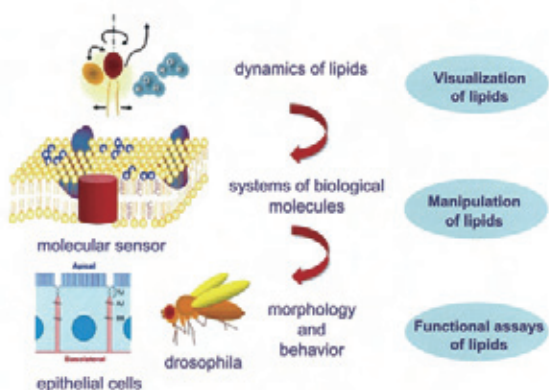 dynamics of lipids
Visualization
of lipids
systems of biological
molecules
Manipulation
of lipids
molecular sensor
Apical
morphology
and
behavior
Functional assays
of lipids
drosophila
Basolateral
epithelial cells